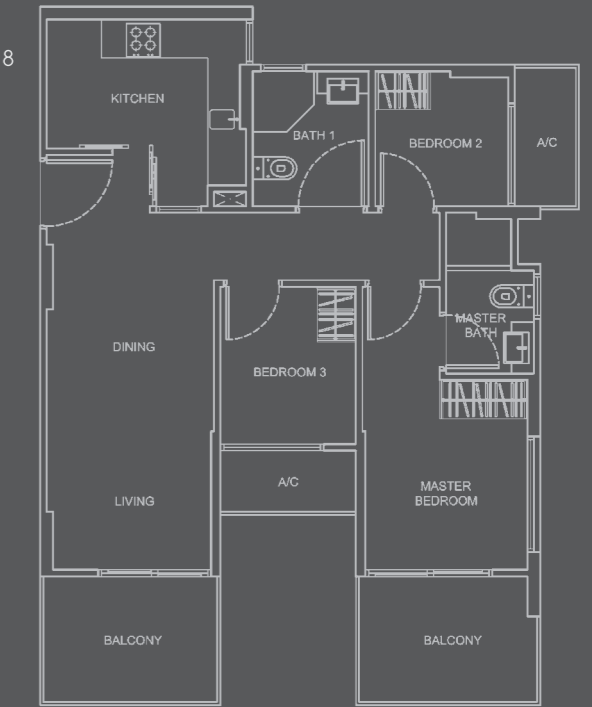 8
KITCHEN
BATH 1
BEDROOM 2
A/C
DINING
MASTER
BATH
BEDROOM 3
A/C
LIVING
MASTER
BEDROOM
BALCONY
BALCONY